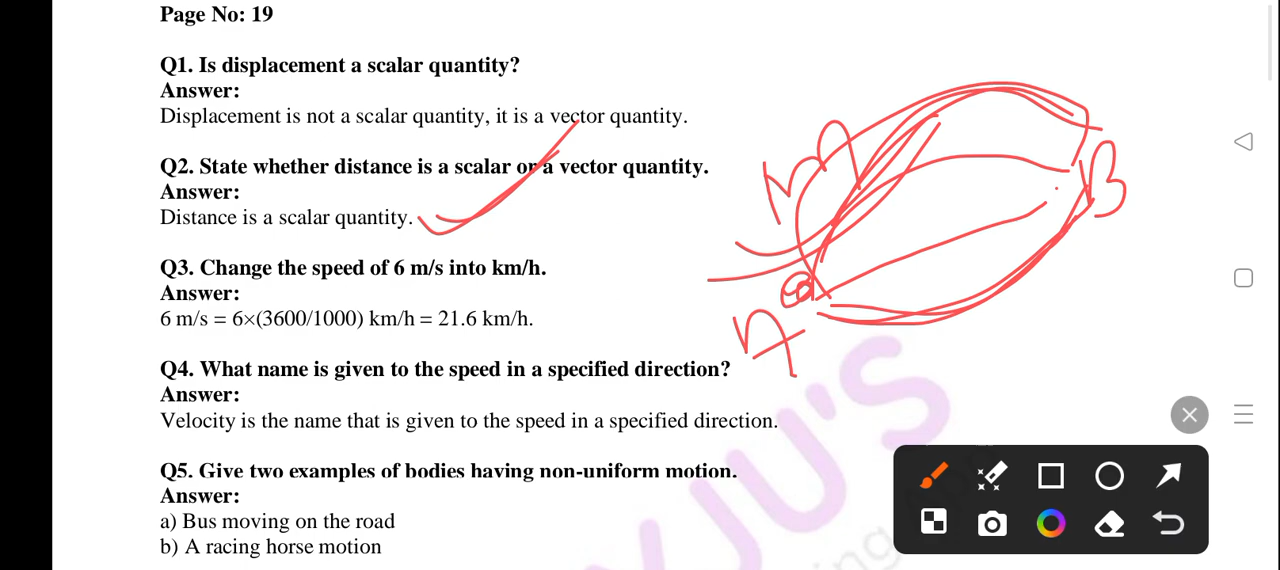 Page No: 19
Q1. Is displacement a scalar quantity?
Answer:
Displacement is not a scalar quantity, it is a vector quantity.
Q2. State whether distance is a scalar or a vector quantity.
Answer:
Distance is a scalar quantity.
Q3. Change the speed of 6 m/s into km/h.
Answer:
6 m/s = 6×(3600/1000) km/h = 21.6 km/h.
Q4. What name is given to the speed in a specified direction?
Answer:
Velocity is the name that is given to the speed in a specified direction.
Q5. Give two examples of bodies having non-uniform motion.
Answer:
a) Bus moving on the road
b) A racing horse motion
A
B
YJU'S